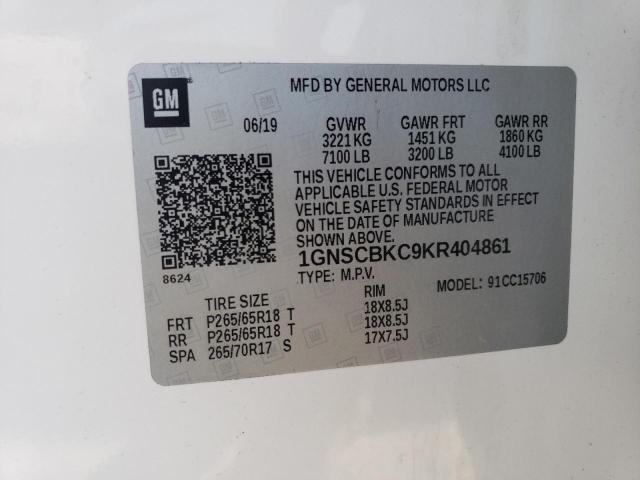 GM
MFD BY GENERAL MOTORS LLC
06/19 GVWR GAWR FRT GAWR RR
3221 KG 1451 KG 1860 KG
7100 LB 3200 LB 4100 LB
THIS VEHICLE CONFORMS TO ALL
APPLICABLE U.S. FEDERAL MOTOR
VEHICLE SAFETY STANDARDS IN EFFECT
ON THE DATE OF MANUFACTURE
1GNSCBKC9KR404861
8624
TYPE: M.P.V. MODEL: 91CC15706
TIRE SIZE RIM
FRT P265/65R18 T 18X8.5J
RR P265/65R18 T 18X8.5J
SPA 265/70R17 S 17X7.5J